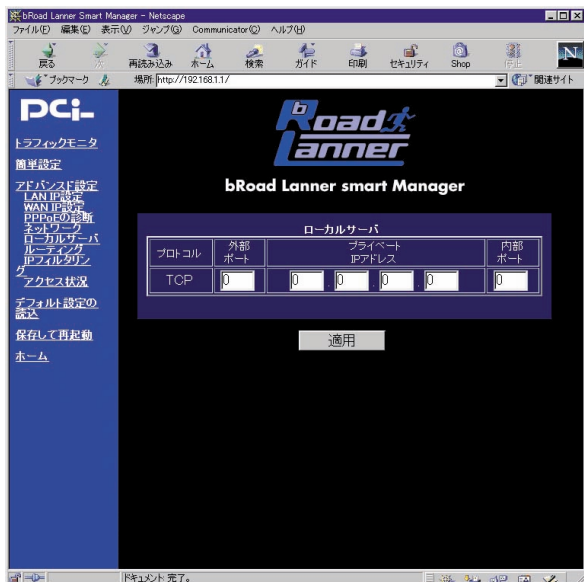 bRoad Lanner Smart Manager - Netscape
ファイル(F) 編集(E) 表示(V) ジャンプ(G) Communicator(C) ヘルプ(H)
戻る 次 再読み込み ホーム 検索 ガイド 印刷 セキュリティ Shop 停止
ブックマーク 場所: http://192.168.1.1/ 関連サイト
PCi
bRoad
Lanner
bRoad Lanner smart Manager
トラフィックモニタ
簡単設定
アドバンスド設定
LAN IP設定
WAN IP設定
PPPoEの診断
ネットワーク
ローカルサーバ
ルーティング
IPフィルタリン
グ
アクセス状況
デフォルト設定の
読込
保存して再起動
ホーム
ローカルサーバ
プロトコル 外部ポート プライベートIPアドレス 内部ポート
TCP 0 0 . 0 . 0 . 0 0
適用
ドキュメント 完了。